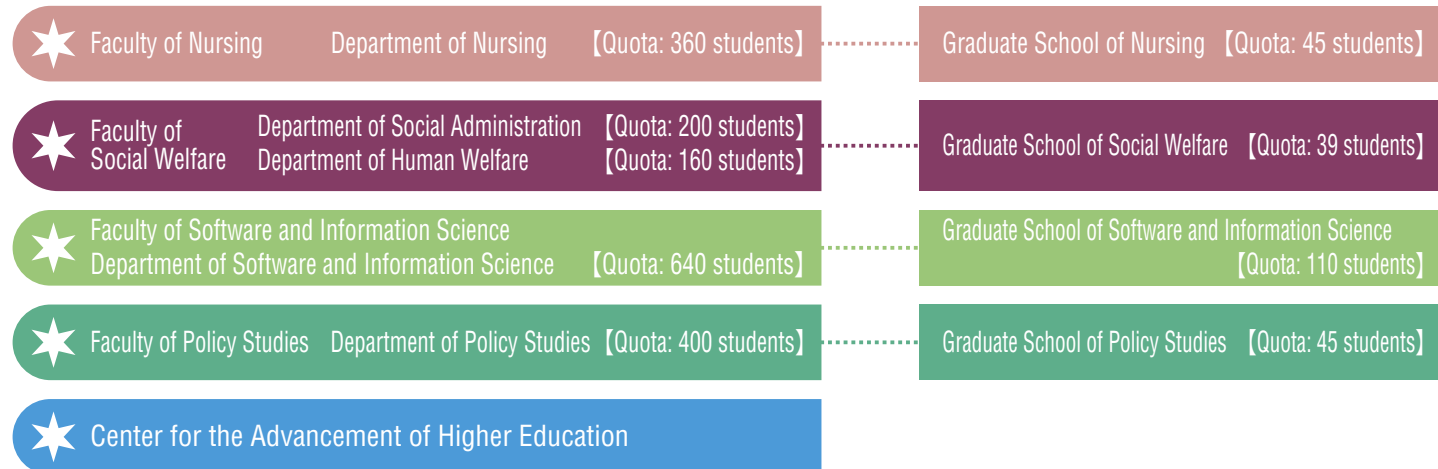 Faculty of Nursing Department of Nursing 【Quota: 360 students】 Graduate School of Nursing 【Quota: 45 students】
Faculty of
Social Welfare
Department of Social Administration 【Quota: 200 students】
Department of Human Welfare 【Quota: 160 students】
Graduate School of Social Welfare 【Quota: 39 students】
Faculty of Software and Information Science
Department of Software and Information Science 【Quota: 640 students】
Graduate School of Software and Information Science
【Quota: 110 students】
Faculty of Policy Studies Department of Policy Studies 【Quota: 400 students】 Graduate School of Policy Studies 【Quota: 45 students】
Center for the Advancement of Higher Education